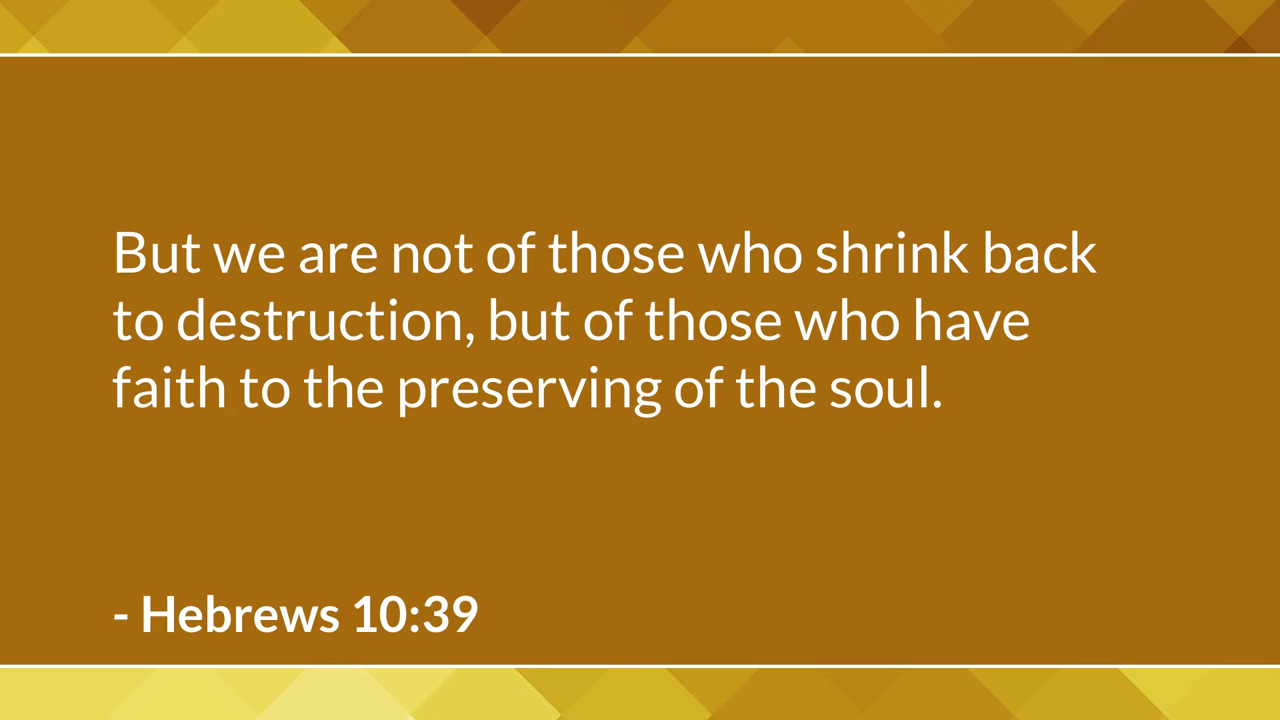 But we are not of those who shrink back
to destruction, but of those who have
faith to the preserving of the soul.
- Hebrews 10:39